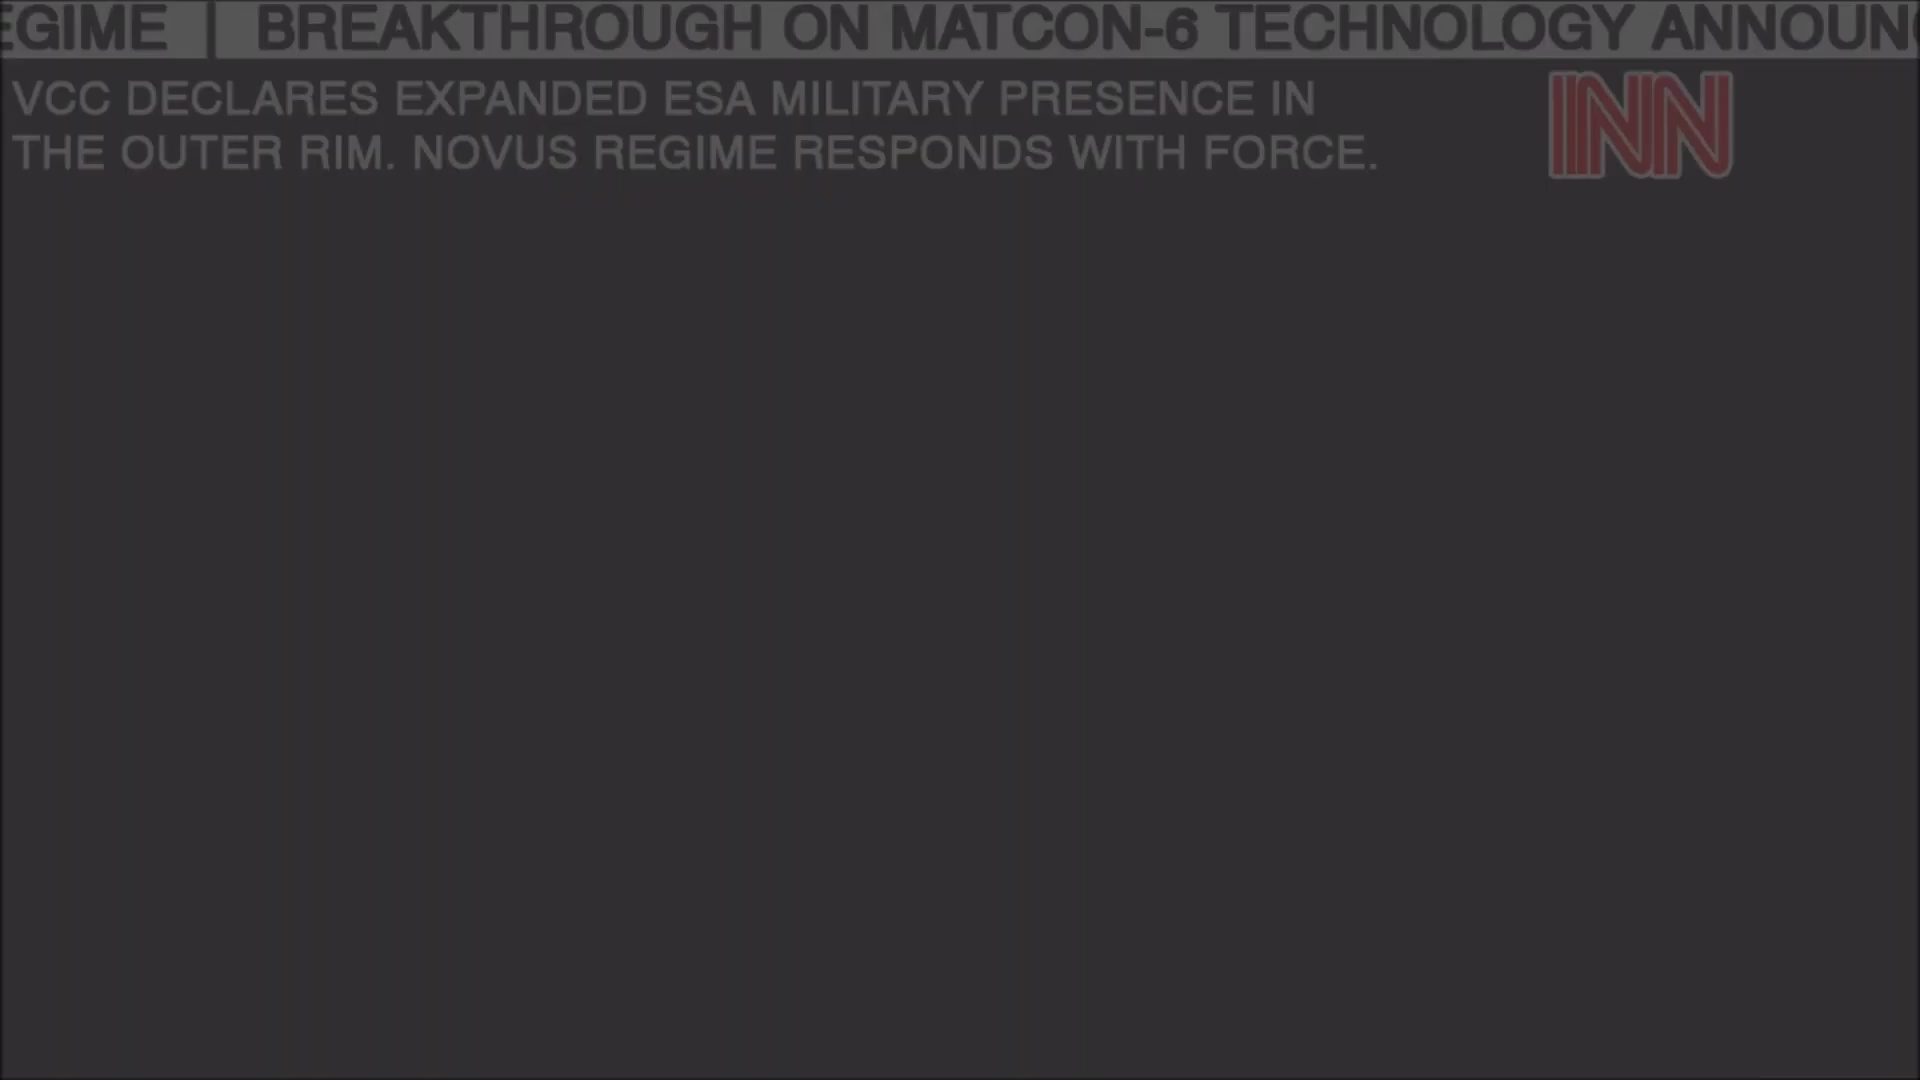 EGIME | BREAKTHROUGH ON MATCON-6 TECHNOLOGY ANNOUNC
VCC DECLARES EXPANDED ESA MILITARY PRESENCE IN
THE OUTER RIM. NOVUS REGIME RESPONDS WITH FORCE.
INN